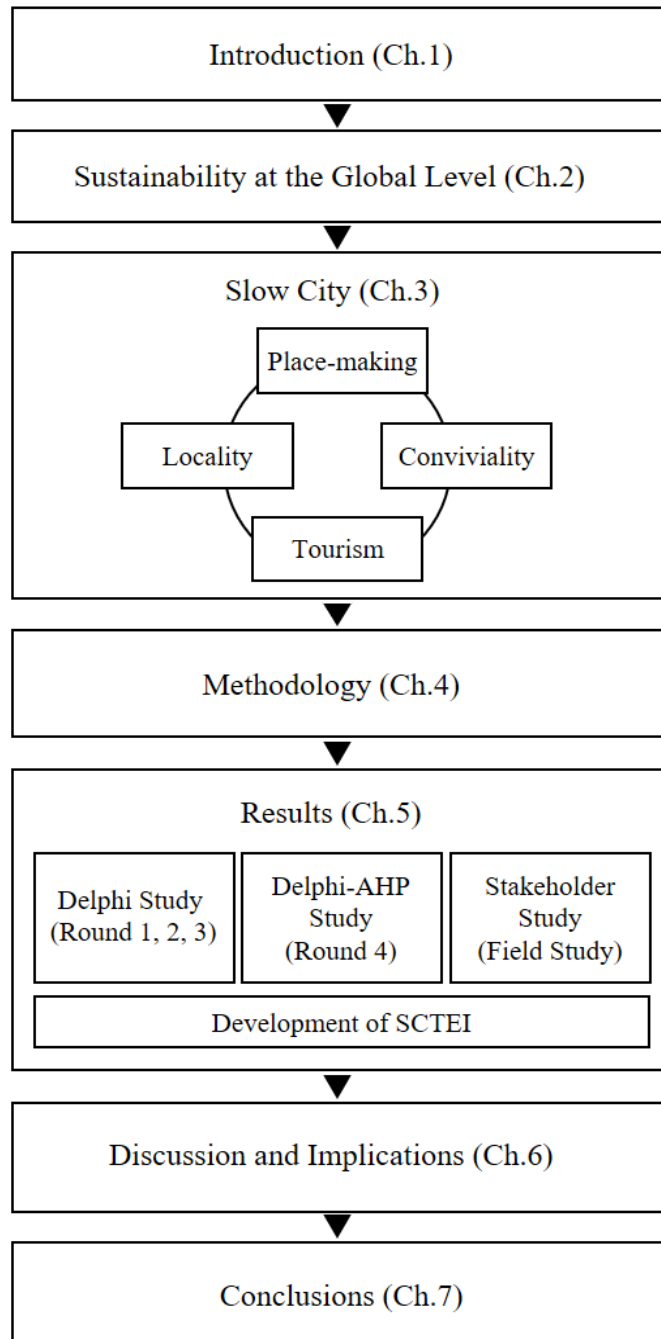 Introduction (Ch.1)
Sustainability at the Global Level (Ch.2)
Slow City (Ch.3)
Place-making
Locality
Conviviality
Tourism
Methodology (Ch.4)
Results (Ch.5)
Delphi Study
(Round 1, 2, 3)
Delphi-AHP
Study
(Round 4)
Stakeholder
Study
(Field Study)
Development of SCTEI
Discussion and Implications (Ch.6)
Conclusions (Ch.7)